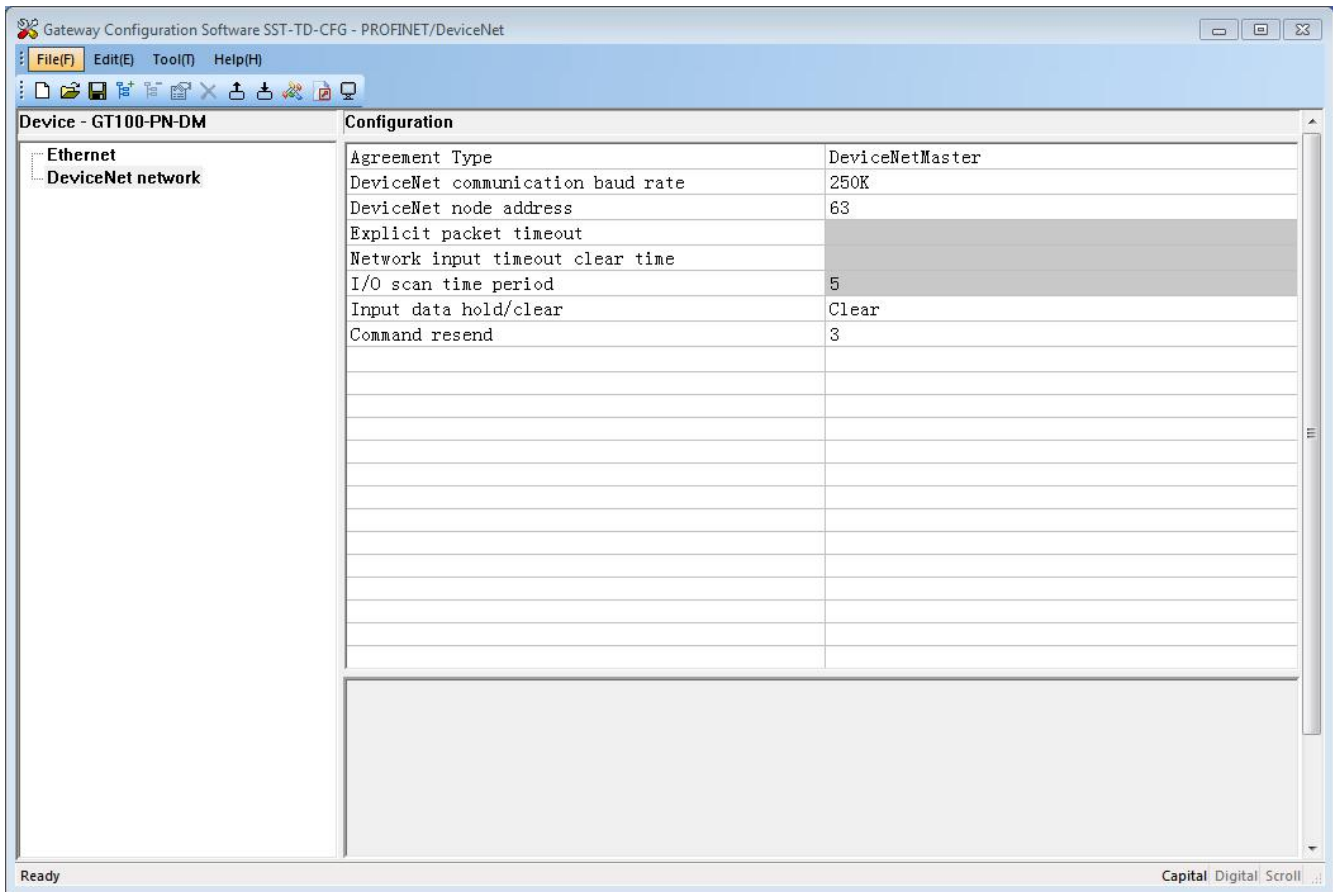 Gateway Configuration Software SST-TD-CFG - PROFINET/DeviceNet
File(F) Edit(E) Tool(T) Help(H)
Device - GT100-PN-DM
Configuration
Ethernet
DeviceNet network
Agreement Type DeviceNetMaster
DeviceNet communication baud rate 250K
DeviceNet node address 63
Explicit packet timeout
Network input timeout clear time
I/O scan time period 5
Input data hold/clear Clear
Command resend 3
Ready Capital Digital Scroll